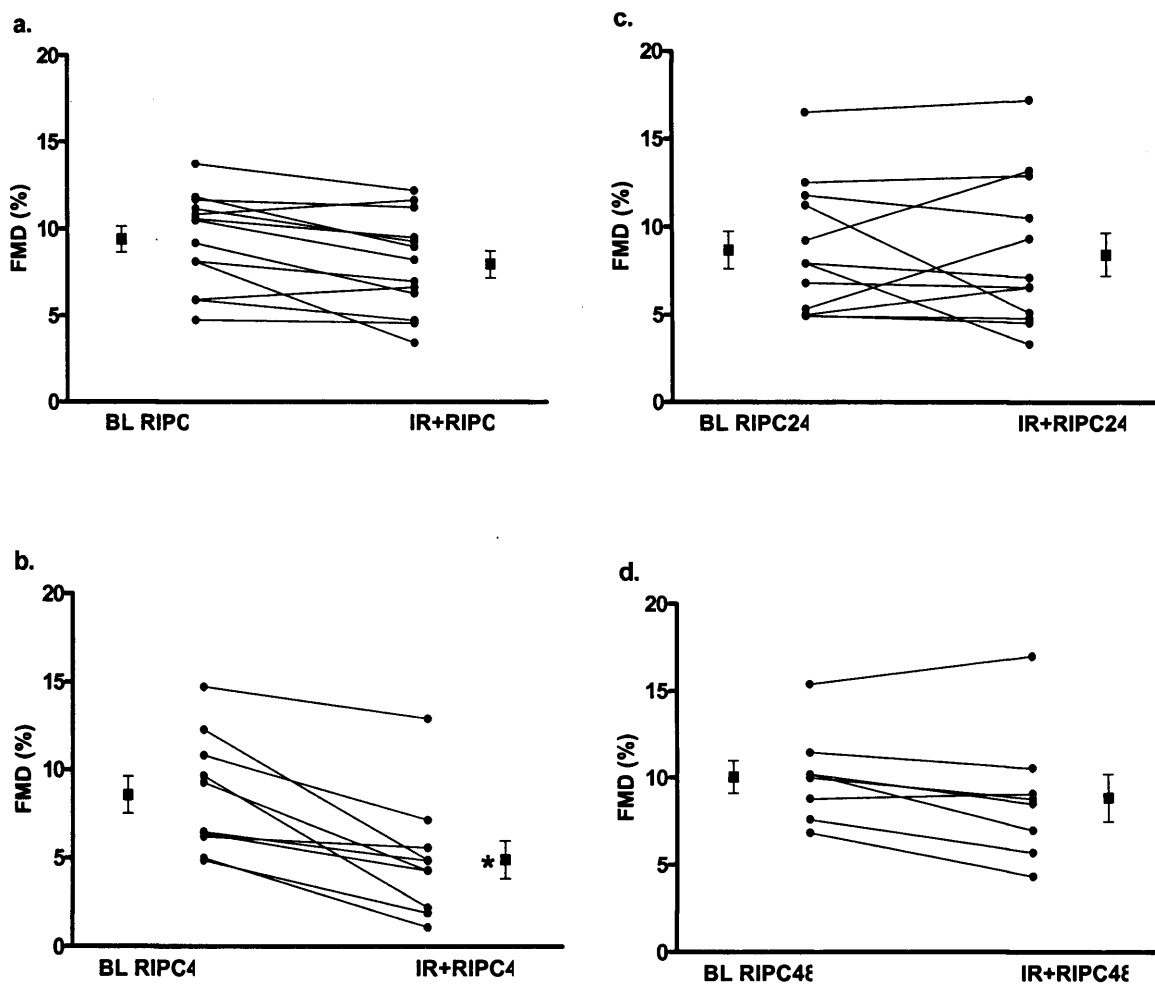 a.
20
15
10
5
0
FMD (%)
BL RIPC IR+RIPC
c.
20
15
10
5
0
FMD (%)
BL RIPC24 IR+RIPC24
b.
20
15
10
5
0
FMD (%)
*
BL RIPC4 IR+RIPC4
d.
20
15
10
5
0
FMD (%)
BL RIPC48 IR+RIPC48